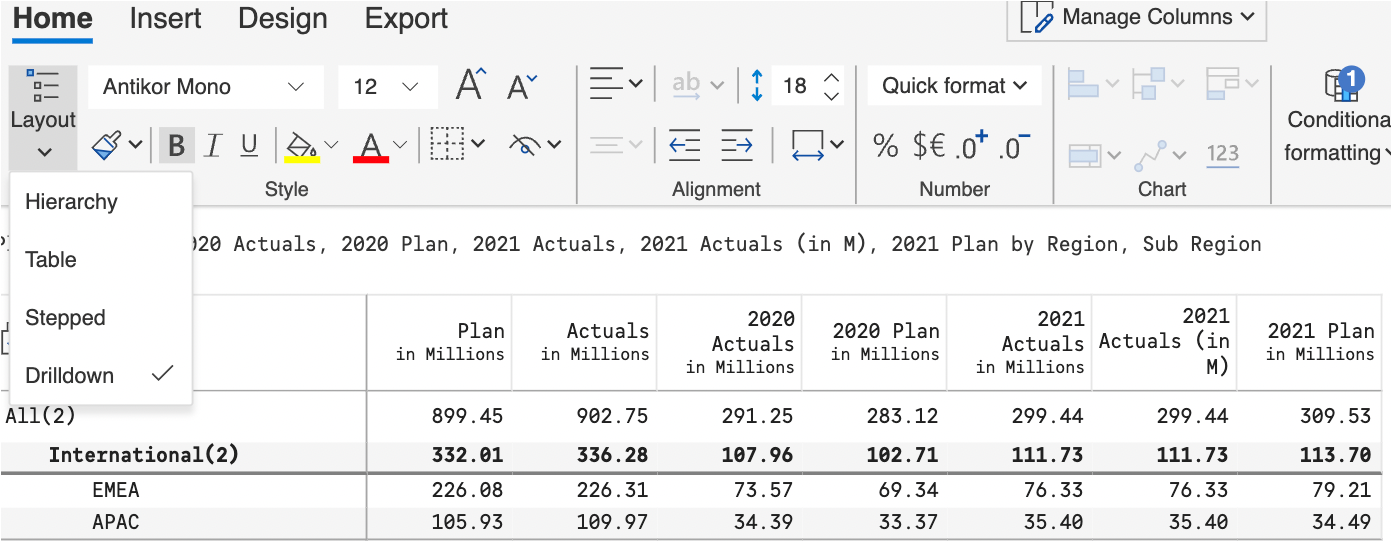 Home Insert Design Export
Manage Columns
Layout
Antikor Mono 12 A A ab 18 Quick format
B I U A % $€ .0+ .0-
123
1
Conditiona
formatting
Style Alignment Number Chart
Hierarchy
Table
Stepped
Drilldown
20 Actuals, 2020 Plan, 2021 Actuals, 2021 Actuals (in M), 2021 Plan by Region, Sub Region
Plan
in Millions
Actuals
in Millions
2020
Actuals
in Millions
2020 Plan
in Millions
2021
Actuals
in Millions
2021
Actuals (in
M)
2021 Plan
in Millions
All(2) 899.45 902.75 291.25 283.12 299.44 299.44 309.53
International(2) 332.01 336.28 107.96 102.71 111.73 111.73 113.70
EMEA 226.08 226.31 73.57 69.34 76.33 76.33 79.21
APAC 105.93 109.97 34.39 33.37 35.40 35.40 34.49